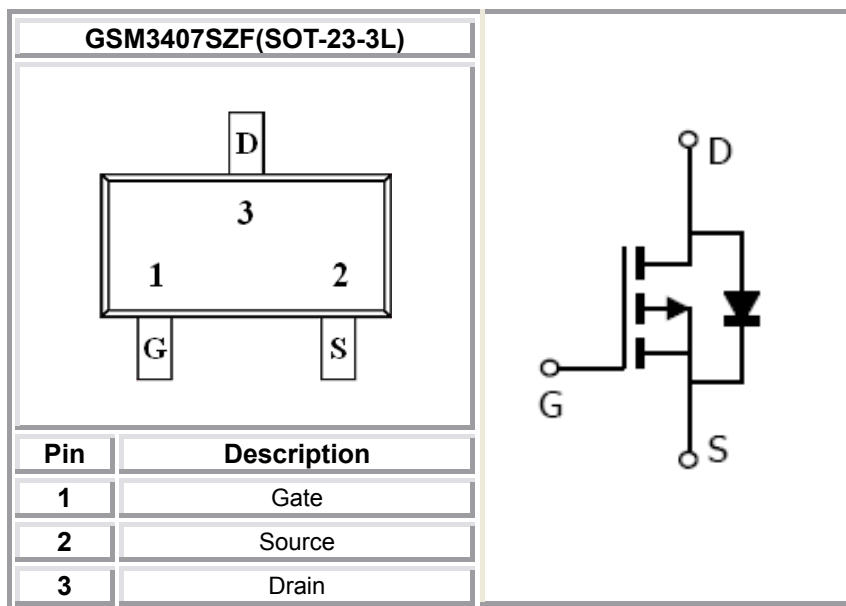 GSM3407SZF(SOT-23-3L)
D
3
1 2
G S
D
G
S
Pin Description
1 Gate
2 Source
3 Drain